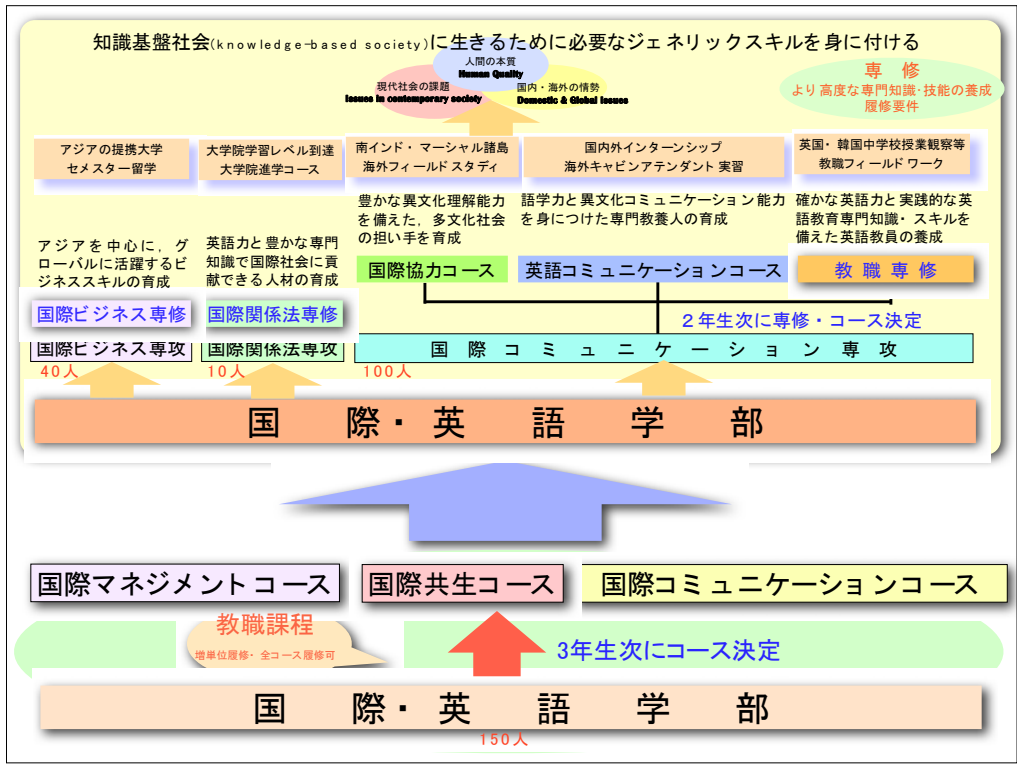 知識基盤社会(knowledge-based society)に生きるために必要なジェネリックスキルを身に付ける
人間の本質
Human Quality
現代社会の課題
Issues in contemporary society
国内・海外の情勢
Domestic & Global Issues
専 修
より高度な専門知識・技能の養成
履修要件
アジアの提携大学
セメスター留学
大学院学習レベル到達
大学院進学コース
南インド・マーシャル諸島
海外フィールドスタディ
国内外インターンシップ
海外キャビンアテンダント実習
英国・韓国中学校授業観察等
教職フィールドワーク
アジアを中心に,グ
ローバルに活躍するビ
ジネススキルの育成
英語力と豊かな専門
知識で国際社会に貢
献できる人材の育成
豊かな異文化理解能力
を備えた,多文化社会
の担い手を育成
語学力と異文化コミュニケーション能力
を身につけた専門教養人の育成
確かな英語力と実践的な英
語教育専門知識・スキルを
備えた英語教員の養成
国際協力コース
英語コミュニケーションコース
教職専修
国際ビジネス専修
国際関係法専修
2年生次に専修・コース決定
国際ビジネス専攻
国際関係法専攻
国際コミュニケーション専攻
40人
10人
100人
国際・英語学部
国際マネジメントコース
国際共生コース
国際コミュニケーションコース
教職課程
増単位履修・全コース履修可
3年生次にコース決定
国際・英語学部
150人